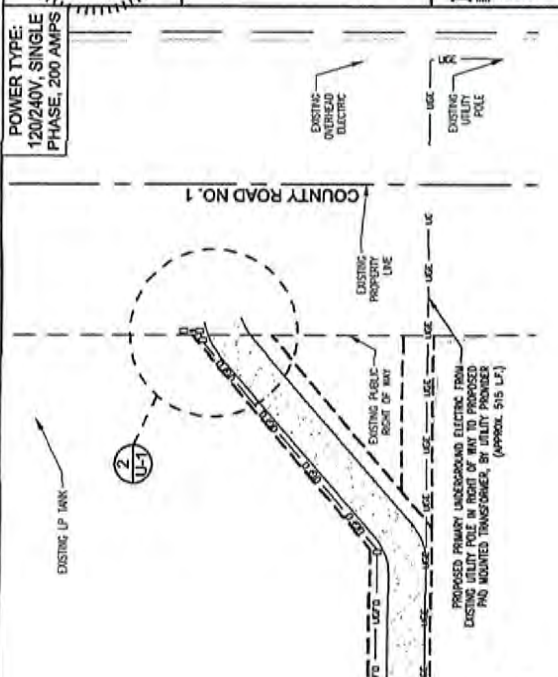 POWER TYPE:
120/240V, SINGLE
PHASE, 200 AMPS
EXISTING
OVERHEAD
ELECTRIC
UGE
UGE
UGE
EXISTING
UTILITY
POLE
COUNTY ROAD NO. 1
EXISTING
PROPERTY
LINE
EXISTING LP TANK
2
U-1
EXISTING PUBLIC
RIGHT OF WAY
UGE
UGE
UGE
UGE
UGE
UGE
PROPOSED PRIMARY UNDERGROUND ELECTRIC FROM
EXISTING UTILITY POLE IN RIGHT OF WAY TO PROPOSED
PAD MOUNTED TRANSFORMER, BY UTILITY PROVIDER
(APPROX. 515 L.F.)